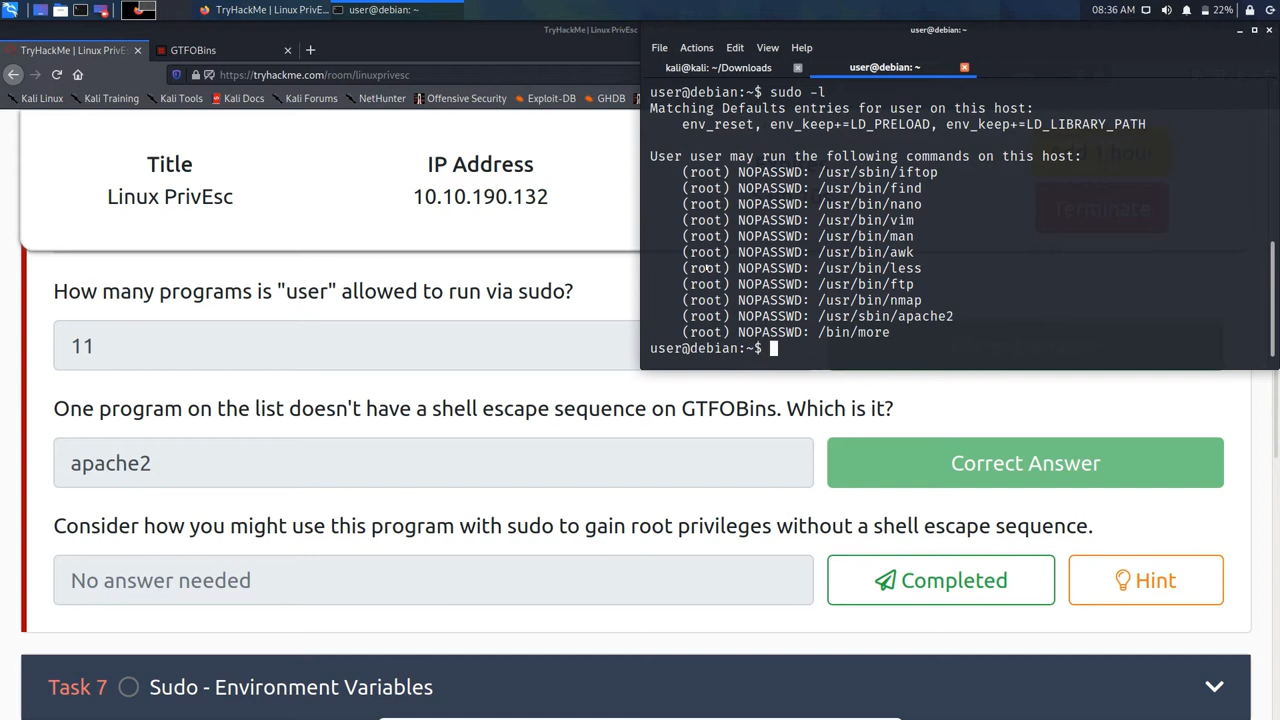 TryHackMe | Linux PrivE...
user@debian: ~
08:36 AM
22%
TryHackMe | Linux PrivEsc
user@debian: ~
TryHackMe | Linux PrivEs
GTFOBins
https://tryhackme.com/room/linuxprivesc
Kali Linux
Kali Training
Kali Tools
Kali Docs
Kali Forums
NetHunter
Offensive Security
Exploit-DB
GHDB
File Actions Edit View Help
kali@kali: ~/Downloads
user@debian: ~
user@debian:~$ sudo -l
Matching Defaults entries for user on this host:
env_reset, env_keep+=LD_PRELOAD, env_keep+=LD_LIBRARY_PATH
User user may run the following commands on this host:
(root) NOPASSWD: /usr/sbin/iftop
(root) NOPASSWD: /usr/bin/find
(root) NOPASSWD: /usr/bin/nano
(root) NOPASSWD: /usr/bin/vim
(root) NOPASSWD: /usr/bin/man
(root) NOPASSWD: /usr/bin/awk
(root) NOPASSWD: /usr/bin/less
(root) NOPASSWD: /usr/bin/ftp
(root) NOPASSWD: /usr/bin/nmap
(root) NOPASSWD: /usr/sbin/apache2
(root) NOPASSWD: /bin/more
user@debian:~$
Add 1 hour
Terminate
Title
IP Address
Linux PrivEsc
10.10.190.132
How many programs is "user" allowed to run via sudo?
11
One program on the list doesn't have a shell escape sequence on GTFOBins. Which is it?
apache2
Correct Answer
Consider how you might use this program with sudo to gain root privileges without a shell escape sequence.
No answer needed
Completed
Hint
Task 7 Sudo - Environment Variables